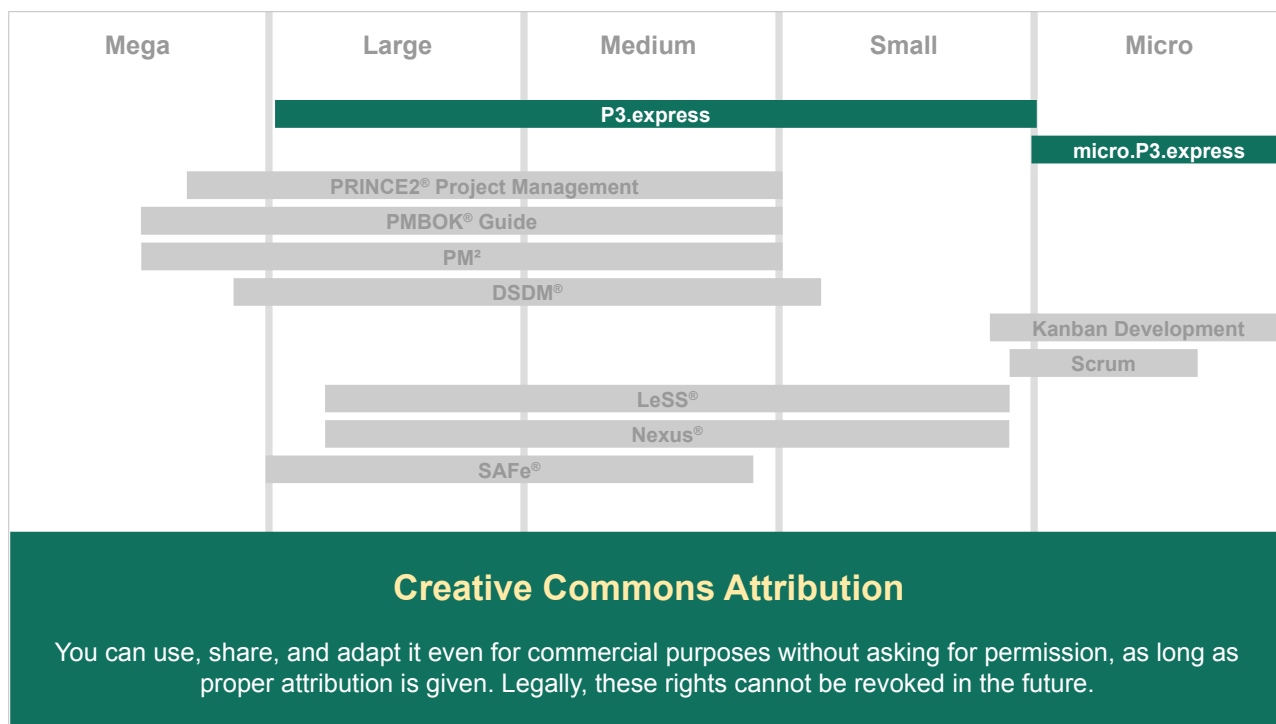 Mega Large Medium Small Micro
P3.express
micro.P3.express
PRINCE2® Project Management
PMBOK® Guide
PM²
DSDM®
Kanban Development
Scrum
LeSS®
Nexus®
SAFe®
Creative Commons Attribution
You can use, share, and adapt it even for commercial purposes without asking for permission, as long as
proper attribution is given. Legally, these rights cannot be revoked in the future.